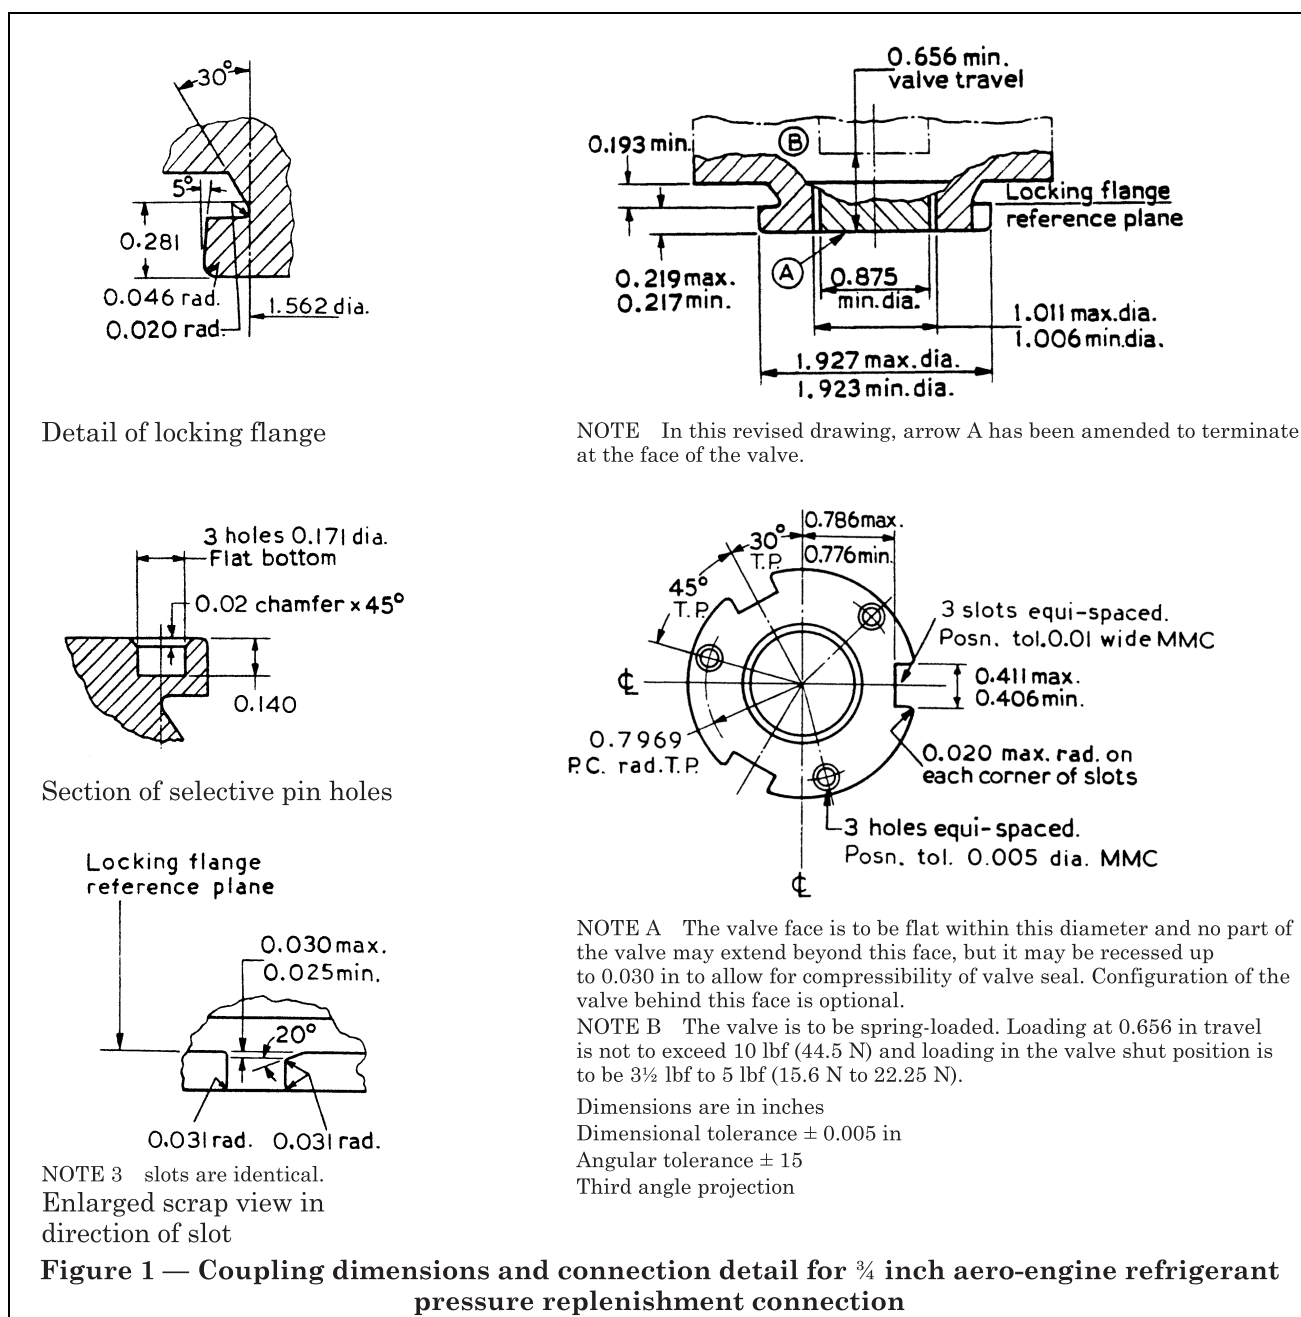 30°
5°
0.281
0.046 rad.
0.020 rad.
1.562 dia.
Detail of locking flange
0.656 min.
valve travel
0.193 min.
B
Locking flange
reference plane
A
0.219 max.
0.217 min.
0.875
min.dia.
1.011 max.dia.
1.006 min.dia.
1.927 max.dia.
1.923 min.dia.
NOTE In this revised drawing, arrow A has been amended to terminate
at the face of the valve.
3 holes 0.171 dia.
Flat bottom
0.02 chamfer x 45°
0.140
Section of selective pin holes
0.786 max.
0.776 min.
30°
T.P.
45°
T.P.
3 slots equi-spaced.
Posn. tol. 0.01 wide MMC
℄
0.411 max.
0.406 min.
0.7969
P.C. rad. T.P.
0.020 max. rad. on
each corner of slots
3 holes equi-spaced.
Posn. tol. 0.005 dia. MMC
℄
Locking flange
reference plane
0.030 max.
0.025 min.
20°
0.031 rad.
0.031 rad.
NOTE 3 slots are identical.
Enlarged scrap view in
direction of slot
NOTE A The valve face is to be flat within this diameter and no part of
the valve may extend beyond this face, but it may be recessed up
to 0.030 in to allow for compressibility of valve seal. Configuration of the
valve behind this face is optional.
NOTE B The valve is to be spring-loaded. Loading at 0.656 in travel
is not to exceed 10 lbf (44.5 N) and loading in the valve shut position is
to be 3½ lbf to 5 lbf (15.6 N to 22.25 N).
Dimensions are in inches
Dimensional tolerance ± 0.005 in
Angular tolerance ± 15
Third angle projection
Figure 1 — Coupling dimensions and connection detail for ¾ inch aero-engine refrigerant
pressure replenishment connection